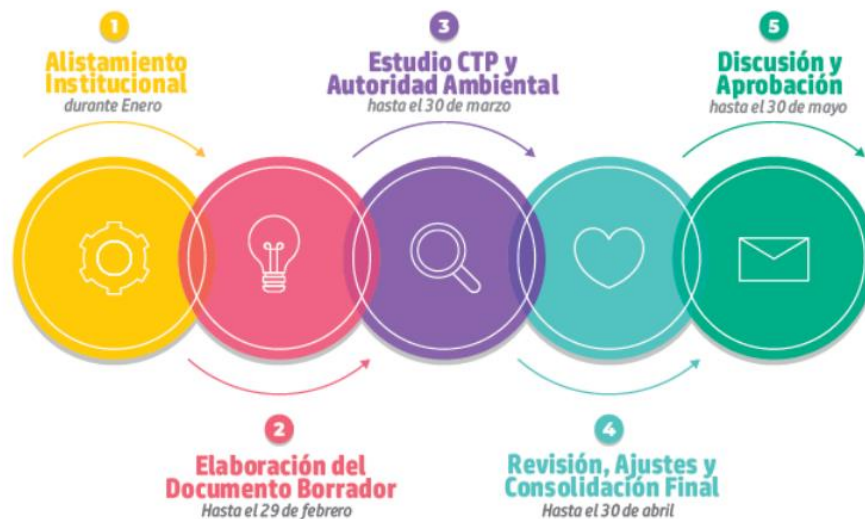 1
Alistamiento
Institucional
durante Enero
3
Estudio CTP y
Autoridad Ambiental
hasta el 30 de marzo
5
Discusión y
Aprobación
hasta el 30 de mayo
2
Elaboración del
Documento Borrador
Hasta el 29 de febrero
4
Revisión, Ajustes y
Consolidación Final
Hasta el 30 de abril